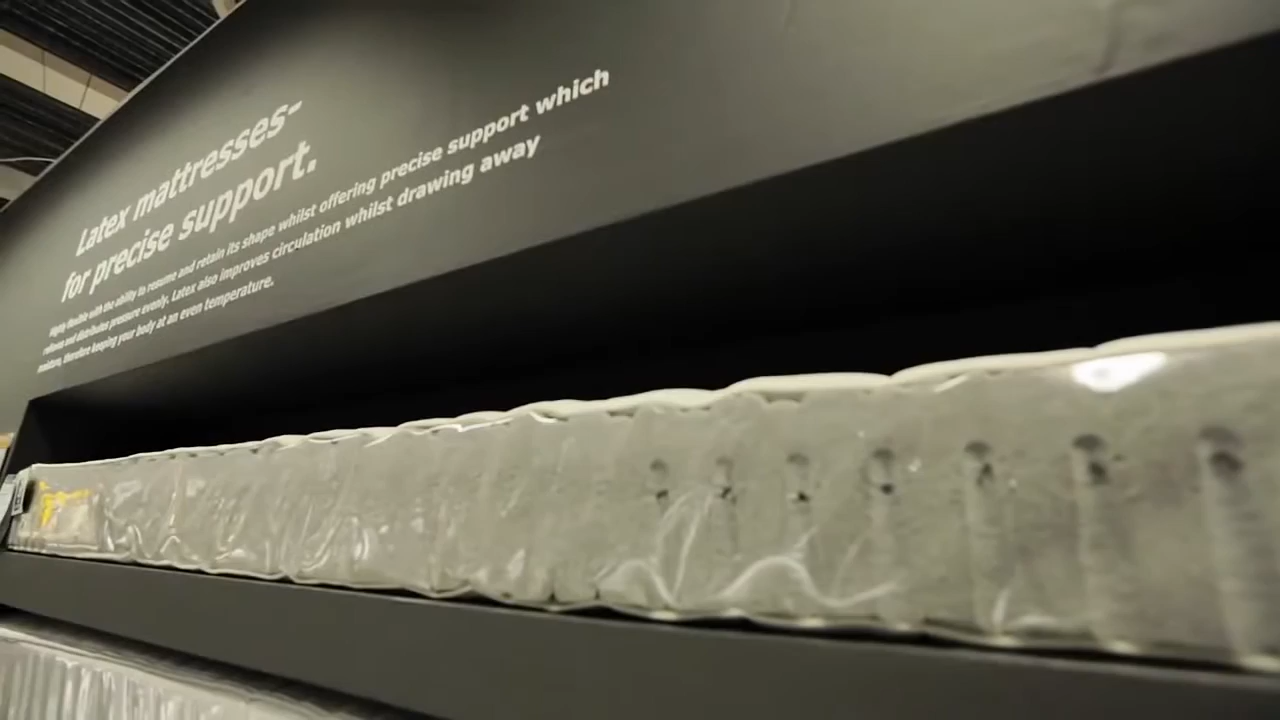 Latex mattresses-
for precise support.
Highly flexible with the ability to resume and retain its shape whilst offering precise support which
relieves and distributes pressure evenly. Latex also improves circulation whilst drawing away
moisture, therefore keeping your body at an even temperature.